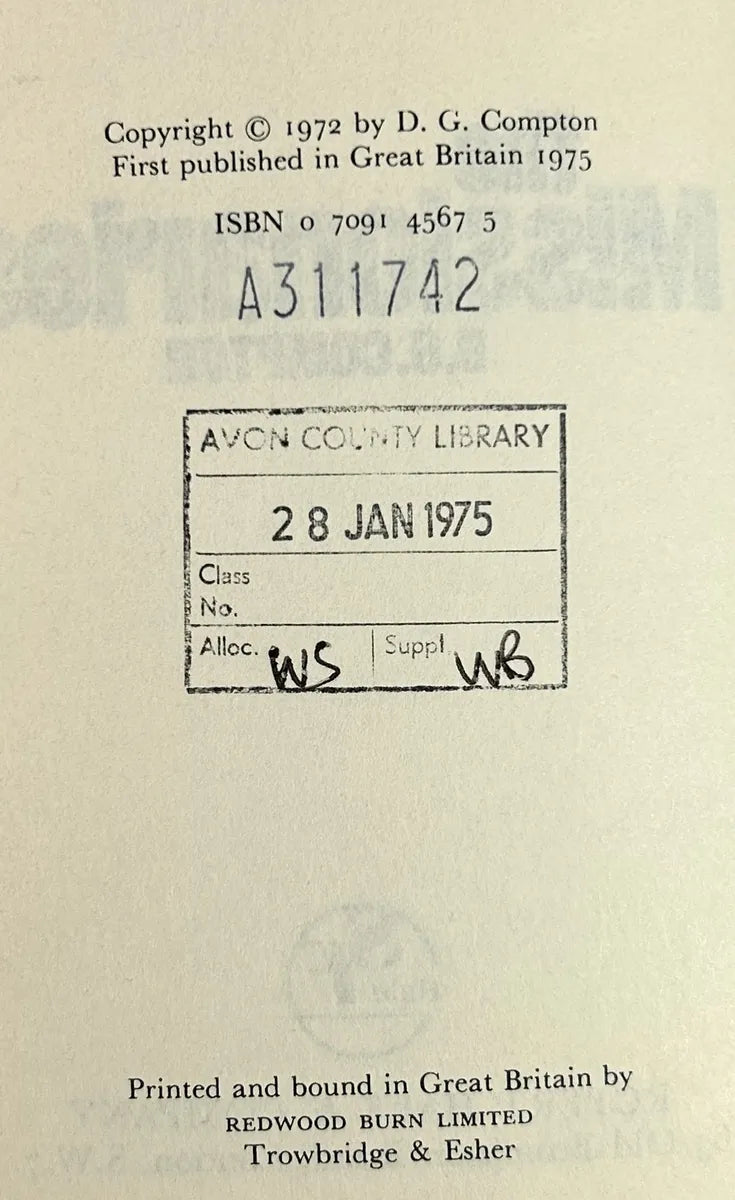 Copyright © 1972 by D. G. Compton
First published in Great Britain 1975
ISBN 0 7091 4567 5
A311742
AVON COUNTY LIBRARY
28 JAN 1975
Class
No.
Alloc. WS Suppl. WB
Printed and bound in Great Britain by
REDWOOD BURN LIMITED
Trowbridge & Esher